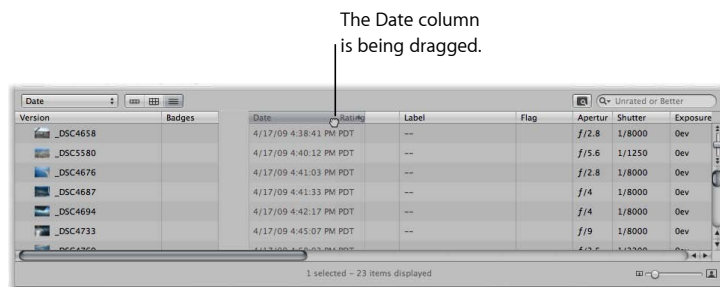 The Date column
is being dragged.
Date Unrated or Better
Version Badges Date Rating Label Flag Apertur Shutter Exposure
_DSC4658 4/17/09 4:38:41 PM PDT -- ƒ/2.8 1/8000 0ev
_DSC5580 4/17/09 4:40:12 PM PDT -- ƒ/5.6 1/1250 0ev
_DSC4676 4/17/09 4:41:03 PM PDT -- ƒ/2.8 1/8000 0ev
_DSC4687 4/17/09 4:41:33 PM PDT -- ƒ/4 1/8000 0ev
_DSC4694 4/17/09 4:42:17 PM PDT -- ƒ/4 1/8000 0ev
_DSC4733 4/17/09 4:45:07 PM PDT -- ƒ/9 1/8000 0ev
1 selected – 23 items displayed